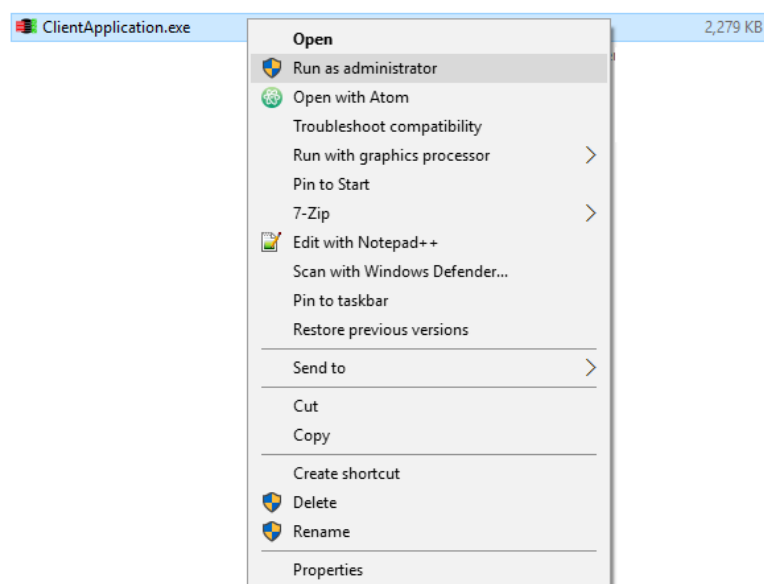 ClientApplication.exe 2,279 KB
Open
Run as administrator
Open with Atom
Troubleshoot compatibility
Run with graphics processor
Pin to Start
7-Zip
Edit with Notepad++
Scan with Windows Defender...
Pin to taskbar
Restore previous versions
Send to
Cut
Copy
Create shortcut
Delete
Rename
Properties